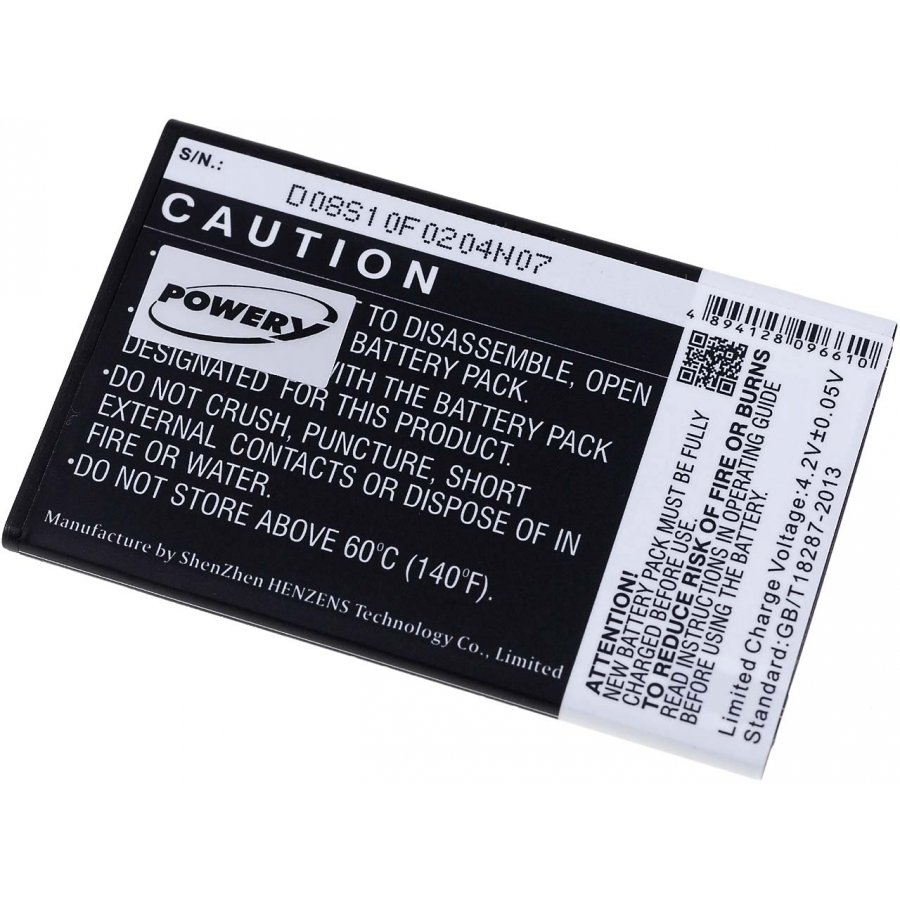 S/N.:
D08S10F0204N07
CAUTION
POWERY
TO DISASSEMBLE, OPEN
BATTERY PACK.
DESIGNATED FOR THIS PRODUCT.
WITH THE BATTERY PACK
•DO NOT CRUSH, PUNCTURE, SHORT
EXTERNAL CONTACTS OR DISPOSE OF IN
FIRE OR WATER.
•DO NOT STORE ABOVE 60°C (140°F).
Manufacture by ShenZhen HENZENS Technology Co., Limited
4 894128 096610
ATTENTION!
NEW BATTERY PACK MUST BE FULLY
CHARGED BEFORE USE.
TO REDUCE RISK OF FIRE OR BURNS
READ INSTRUCTIONS IN OPERATING GUIDE
BEFORE USING THE BATTERY.
Limited Charge Voltage:4.2V±0.05V
Standard:GB/T18287-2013